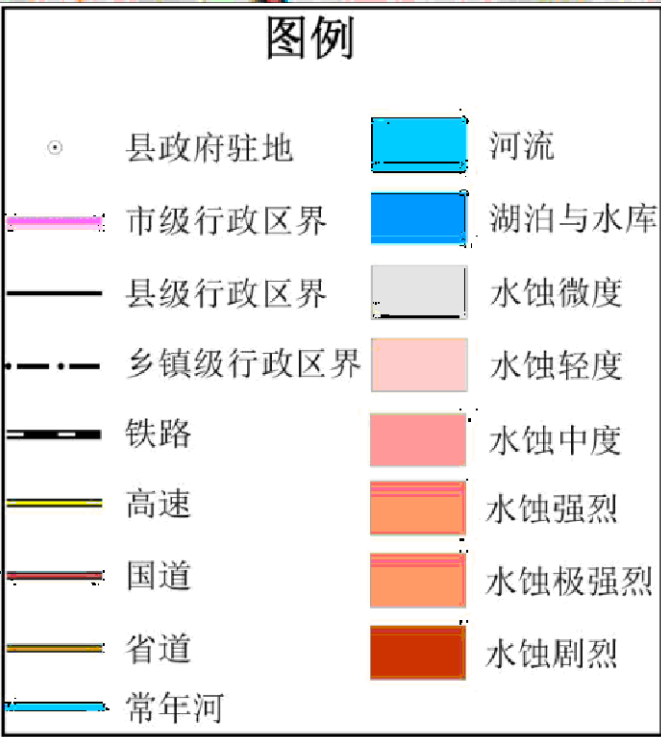 图例
县政府驻地
河流
市级行政区界
湖泊与水库
县级行政区界
水蚀微度
乡镇级行政区界
水蚀轻度
铁路
水蚀中度
高速
水蚀强烈
国道
水蚀极强烈
省道
水蚀剧烈
常年河